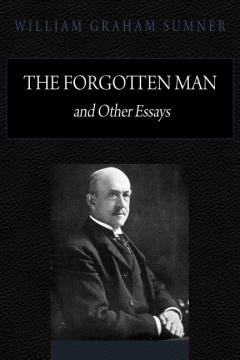 WILLIAM GRAHAM SUMNER
THE FORGOTTEN MAN
and Other Essays